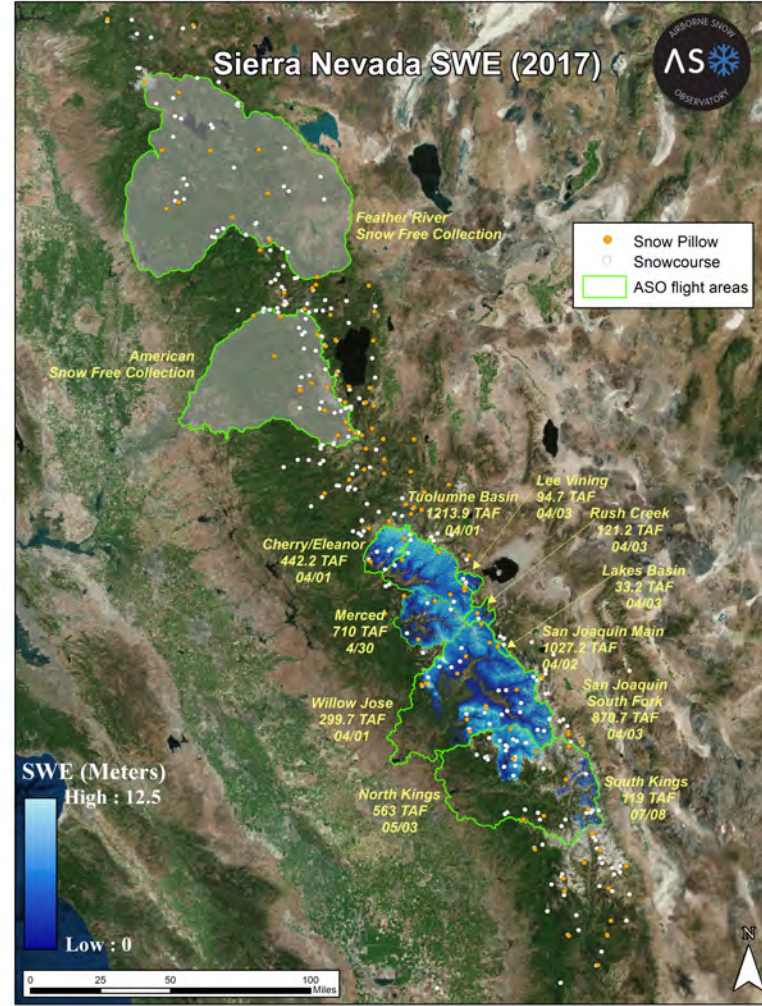 Sierra Nevada SWE (2017)
AIRBORNE SNOW
ASO
OBSERVATORY
Feather River
Snow Free Collection
Snow Pillow
Snowcourse
ASO flight areas
American
Snow Free Collection
Tuolumne Basin
1213.9 TAF
04/01
Lee Vining
94.7 TAF
04/03
Rush Creek
121.2 TAF
04/03
Cherry/Eleanor
442.2 TAF
04/01
Lakes Basin
33.2 TAF
04/03
Merced
710 TAF
4/30
San Joaquin Main
1027.2 TAF
04/02
San Joaquin
South Fork
870.7 TAF
04/03
Willow Jose
299.7 TAF
04/01
North Kings
563 TAF
05/03
South Kings
119 TAF
07/08
SWE (Meters)
High : 12.5
Low : 0
0 25 50 100
Miles
N